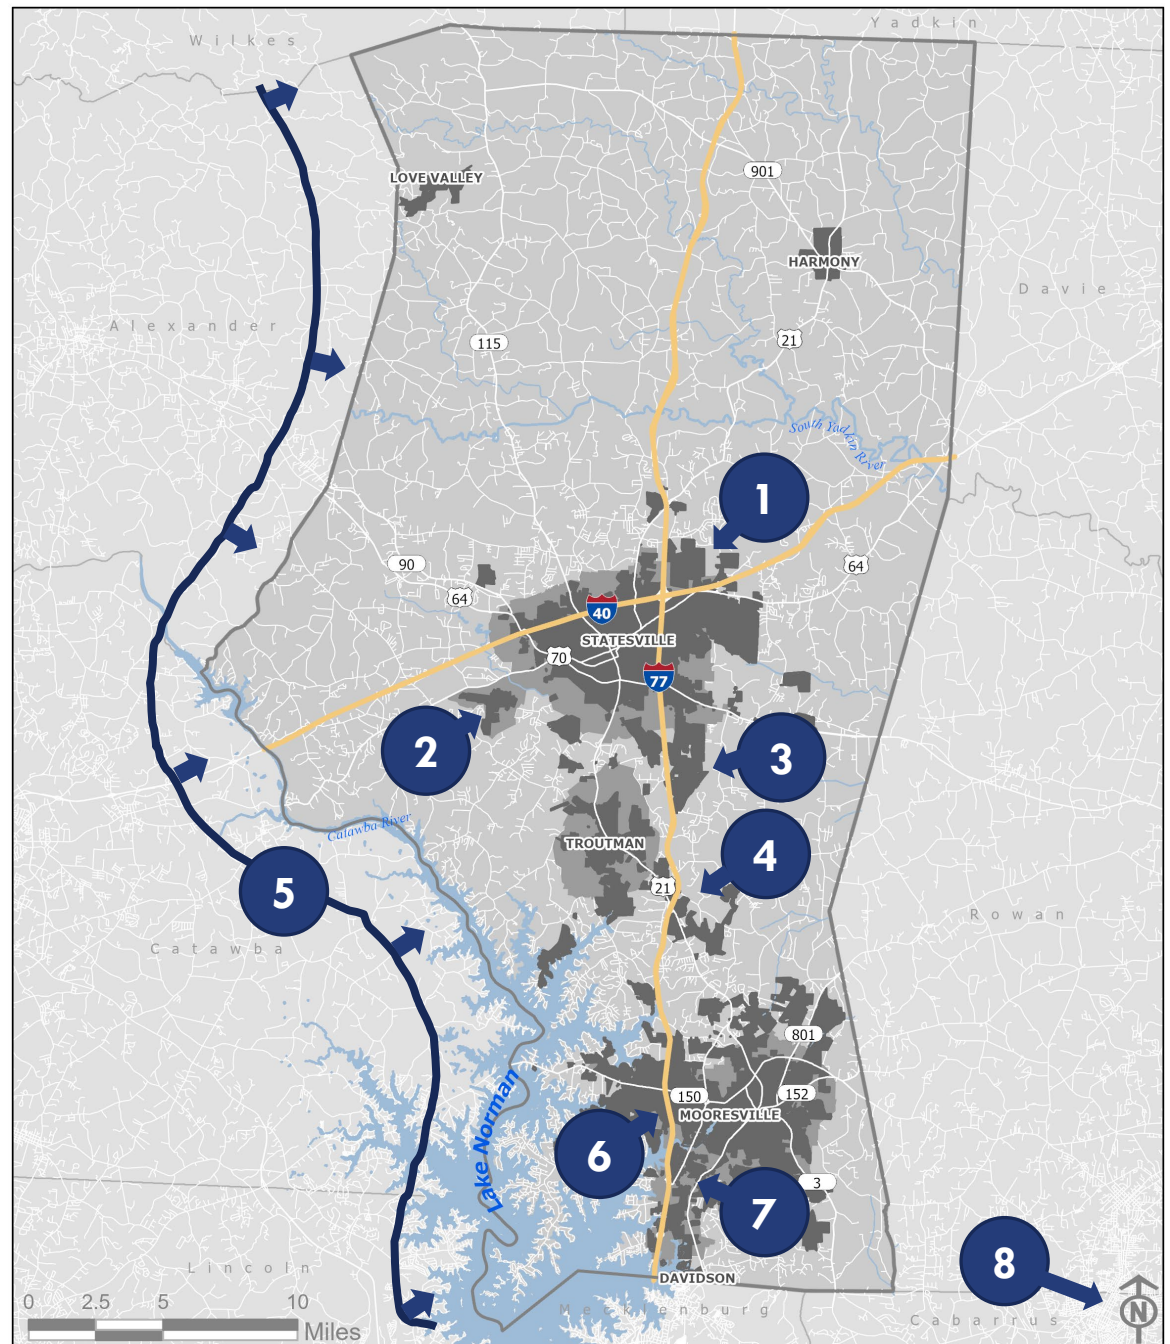 Yadkin
Wilkes
LOVE VALLEY
901
HARMONY
Davie
Alexander
115
21
South Yadkin
River
1
90
64
64
40
STATESVILLE
70
77
2
3
Catawba River
TROUTMAN
4
21
5
Rowan
Catawba
801
Lake Norman
150
152
MOORESVILLE
6
3
7
8
Lincoln
DAVIDSON
Mecklenburg
Cabarrus
N
0 2.5 5 10
Miles